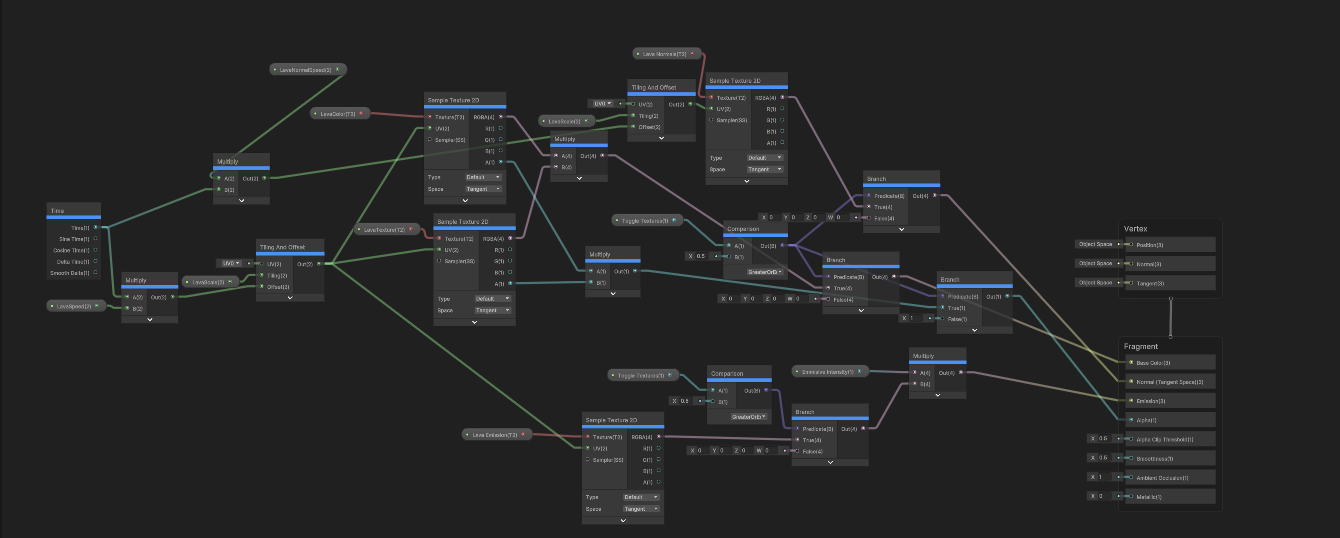 Time
Time(1)
Sine Time(1)
Cosine Time(1)
Delta Time(1)
Smooth Delta(1)
LavaSpeed(2)
Multiply
A(2) Out(2)
B(2)
LavaNormalSpeed(2)
Multiply
A(2) Out(2)
B(2)
LavaScale(2)
UV0
Tiling And Offset
UV(2) Out(2)
Tiling(2)
Offset(2)
LavaColor(T2)
Sample Texture 2D
Texture(T2) RGBA(4)
UV(2) R(1)
Sampler(SS) G(1)
B(1)
A(1)
Type Default
Space Tangent
LavaTexture(T2)
Sample Texture 2D
Texture(T2) RGBA(4)
UV(2) R(1)
Sampler(SS) G(1)
B(1)
A(1)
Type Default
Space Tangent
Multiply
A(4) Out(4)
B(4)
Multiply
A(1) Out(1)
B(1)
LavaScale(2)
UV0
Tiling And Offset
UV(2) Out(2)
Tiling(2)
Offset(2)
Lava Normals(T2)
Sample Texture 2D
Texture(T2) RGBA(4)
UV(2) R(1)
Sampler(SS) G(1)
B(1)
A(1)
Type Default
Space Tangent
Toggle Textures(1)
X 0.5
Comparison
A(1) Out(B)
B(1)
X 0 Y 0 Z 0 W 0
Branch
Predicate(B) Out(4)
True(4)
False(4)
X 0 Y 0 Z 0 W 0
Branch
Predicate(B) Out(4)
True(4)
False(4)
X 1
Branch
Predicate(B) Out(1)
True(1)
False(1)
Lava Emission(T2)
Sample Texture 2D
Texture(T2) RGBA(4)
UV(2) R(1)
Sampler(SS) G(1)
B(1)
A(1)
Type Default
Space Tangent
Toggle Textures(1)
X 0.5
Comparison
A(1) Out(B)
B(1)
X 0 Y 0 Z 0 W 0
Branch
Predicate(B) Out(4)
True(4)
False(4)
Emmisive Intensity(1)
Multiply
A(4) Out(4)
B(4)
Vertex
Object Space Position(3)
Object Space Normal(3)
Object Space Tangent(3)
Fragment
Base Color(3)
Normal (Tangent Space)(3)
Emission(3)
Alpha(1)
X 0.5 Alpha Clip Threshold(1)
X 0.5 Smoothness(1)
X 1 Ambient Occlusion(1)
X 0 Metallic(1)